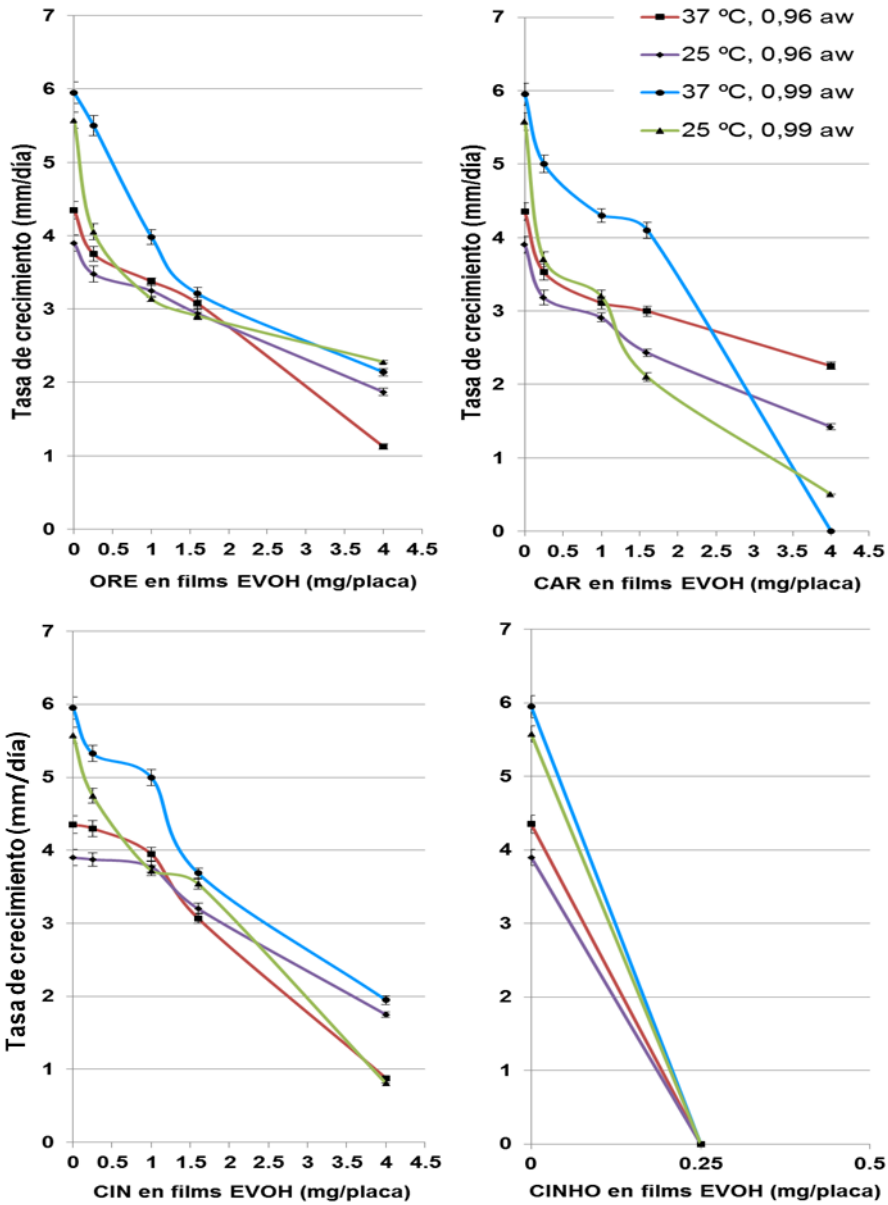 7
6
5
4
3
2
1
0
Tasa de crecimiento (mm/día)
0 0.5 1 1.5 2 2.5 3 3.5 4 4.5
ORE en films EVOH (mg/placa)
37 ºC, 0,96 aw
25 ºC, 0,96 aw
37 ºC, 0,99 aw
25 ºC, 0,99 aw
7
6
5
4
3
2
1
0
Tasa de crecimiento (mm/día)
0 0.5 1 1.5 2 2.5 3 3.5 4 4.5
CAR en films EVOH (mg/placa)
7
6
5
4
3
2
1
0
Tasa de crecimiento (mm/día)
0 0.5 1 1.5 2 2.5 3 3.5 4 4.5
CIN en films EVOH (mg/placa)
7
6
5
4
3
2
1
0
0 0.25 0.5
CINHO en films EVOH (mg/placa)